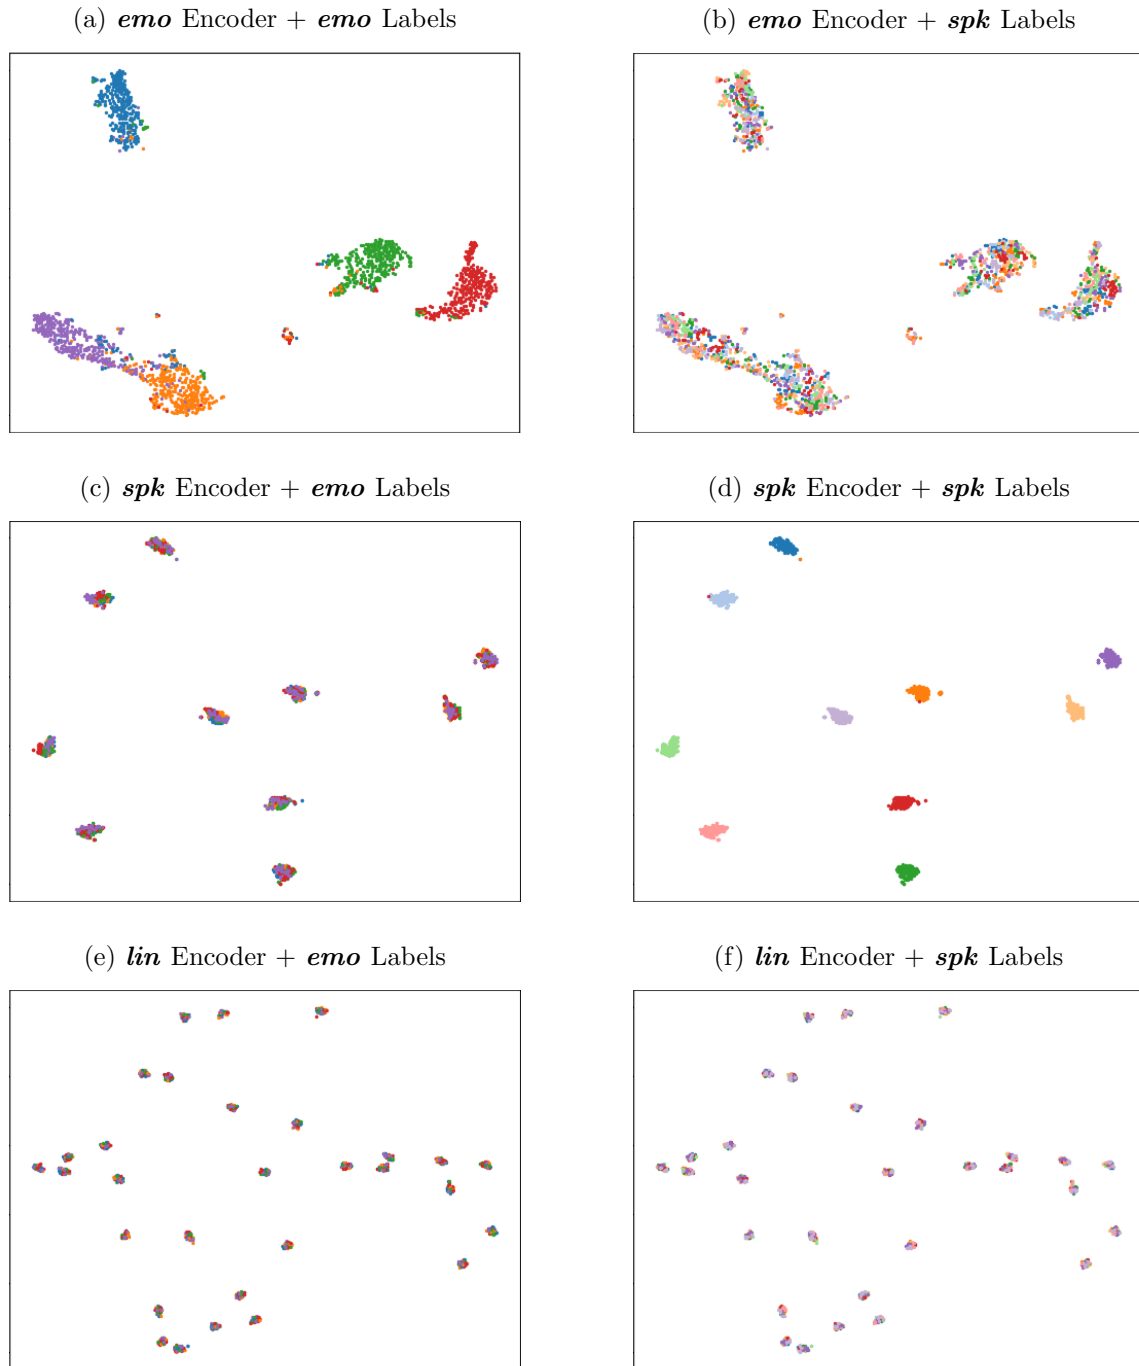 (a) emo Encoder + emo Labels
(b) emo Encoder + spk Labels
(c) spk Encoder + emo Labels
(d) spk Encoder + spk Labels
(e) lin Encoder + emo Labels
(f) lin Encoder + spk Labels